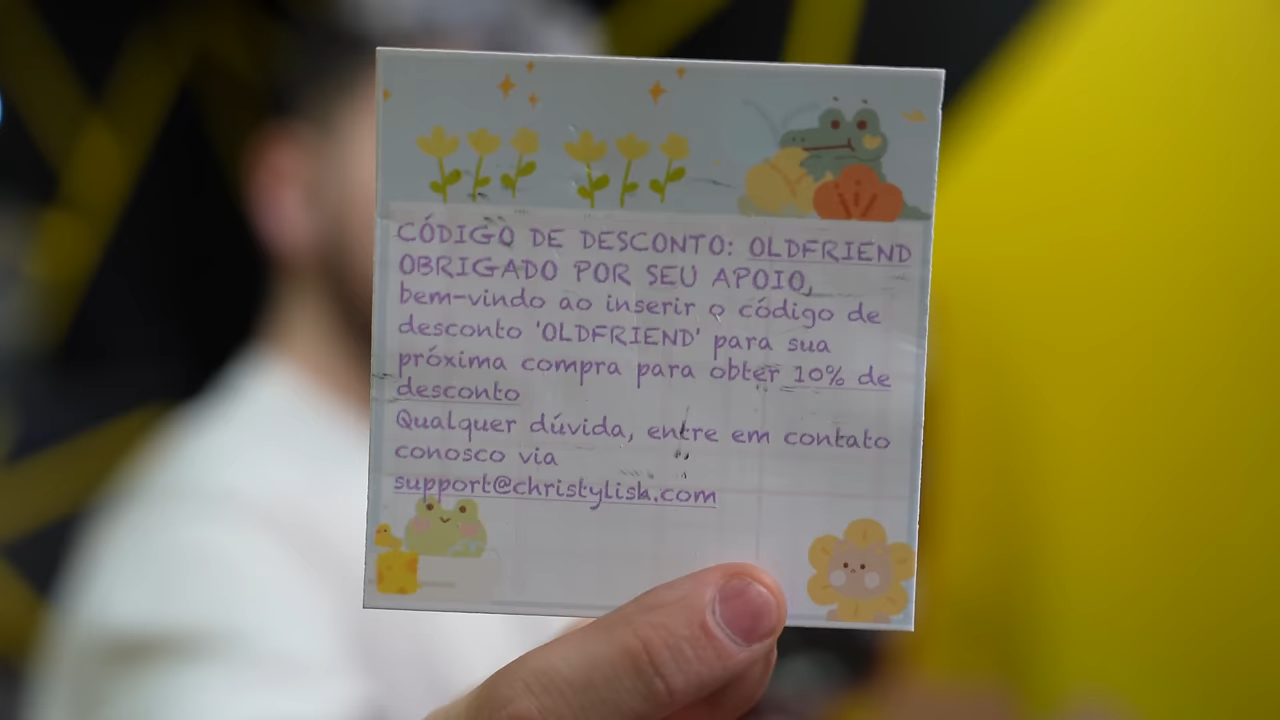 CÓDIGO DE DESCONTO: OLDFRIEND
OBRIGADO POR SEU APOIO,
bem-vindo ao inserir o código de
desconto 'OLDFRIEND' para sua
próxima compra para obter 10% de
desconto
Qualquer dúvida, entre em contato
conosco via
support@christylish.com